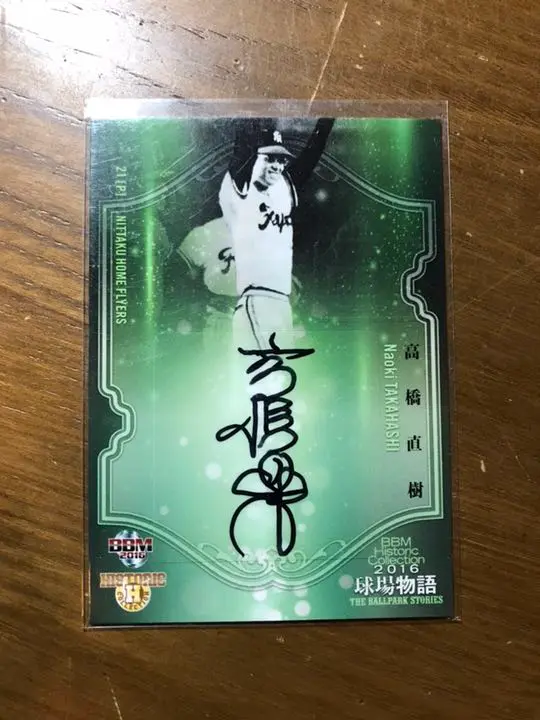 21 [P] NITTAKU HOME FLYERS
高橋直樹
Naoki TAKAHASHI
BBM
2016
HISTORIC
H
COLLECTION
BBM
Historic
Collection
2016
球場物語
THE BALLPARK STORIES